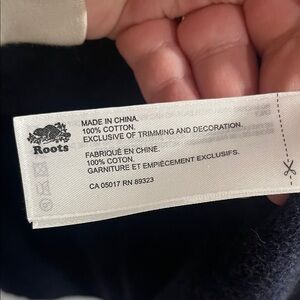 Roots
MADE IN CHINA.
100% COTTON.
EXCLUSIVE OF TRIMMING AND DECORATION.
FABRIQUÉ EN CHINE.
100% COTON.
GARNITURE ET EMPIÈCEMENT EXCLUSIFS.
CA 05017 RN 89323